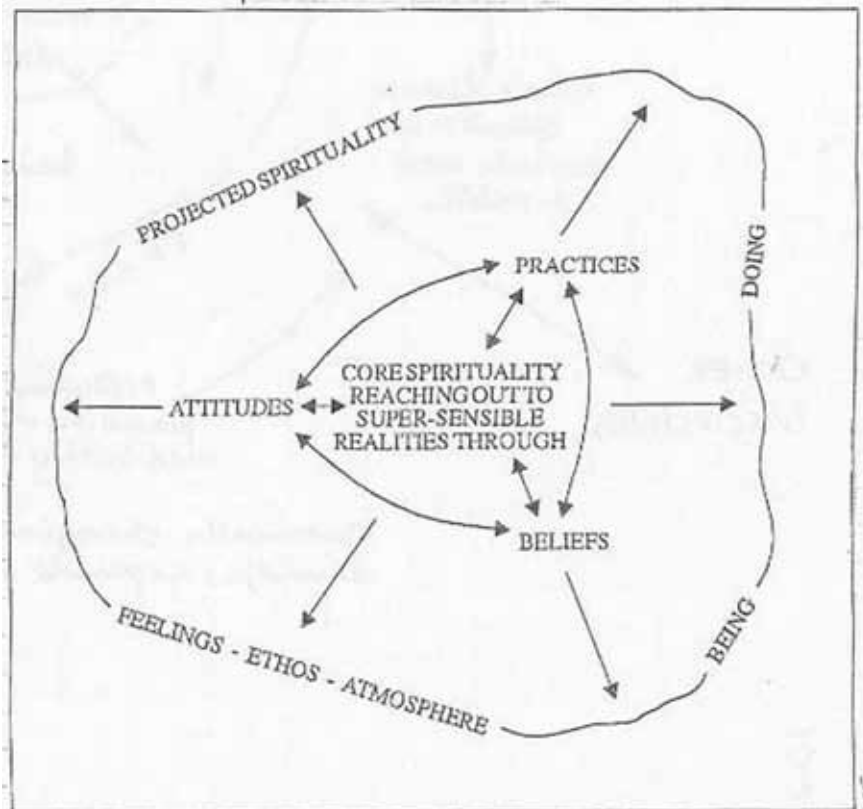 PROJECTED SPIRITUALITY
PRACTICES
DOING
CORE SPIRITUALITY
REACHING OUT TO
SUPER-SENSIBLE
REALITIES THROUGH
ATTITUDES
BELIEFS
BEING
FEELINGS - ETHOS - ATMOSPHERE